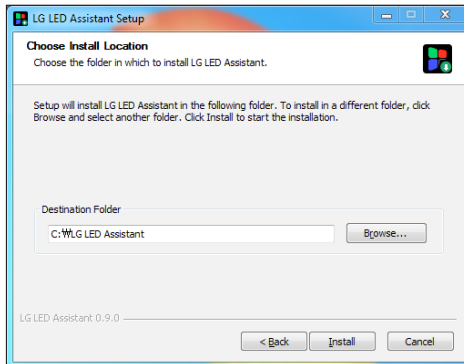 LG LED Assistant Setup
Choose Install Location
Choose the folder in which to install LG LED Assistant.
Setup will install LG LED Assistant in the following folder. To install in a different folder, click
Browse and select another folder. Click Install to start the installation.
Destination Folder
C:₩LG LED Assistant
Browse...
LG LED Assistant 0.9.0
< Back
Install
Cancel